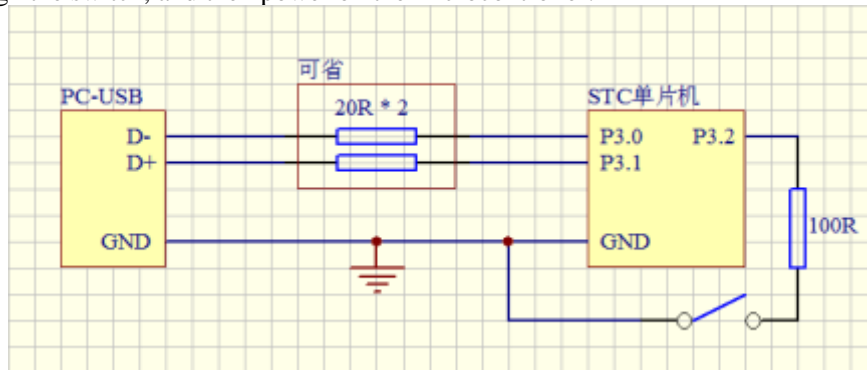 可省
PC-USB
20R * 2
STC单片机
D-
P3.0
P3.2
D+
P3.1
GND
GND
100R